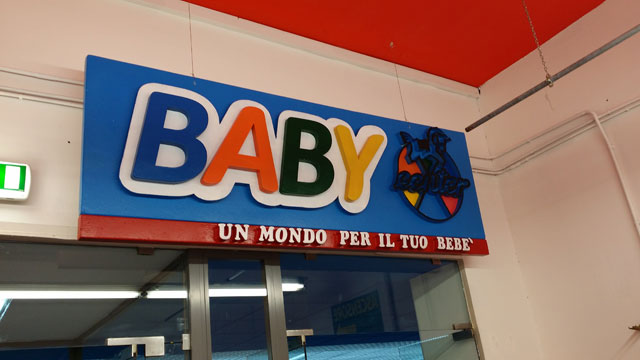 BABY
UN MONDO PER IL TUO BEBE`